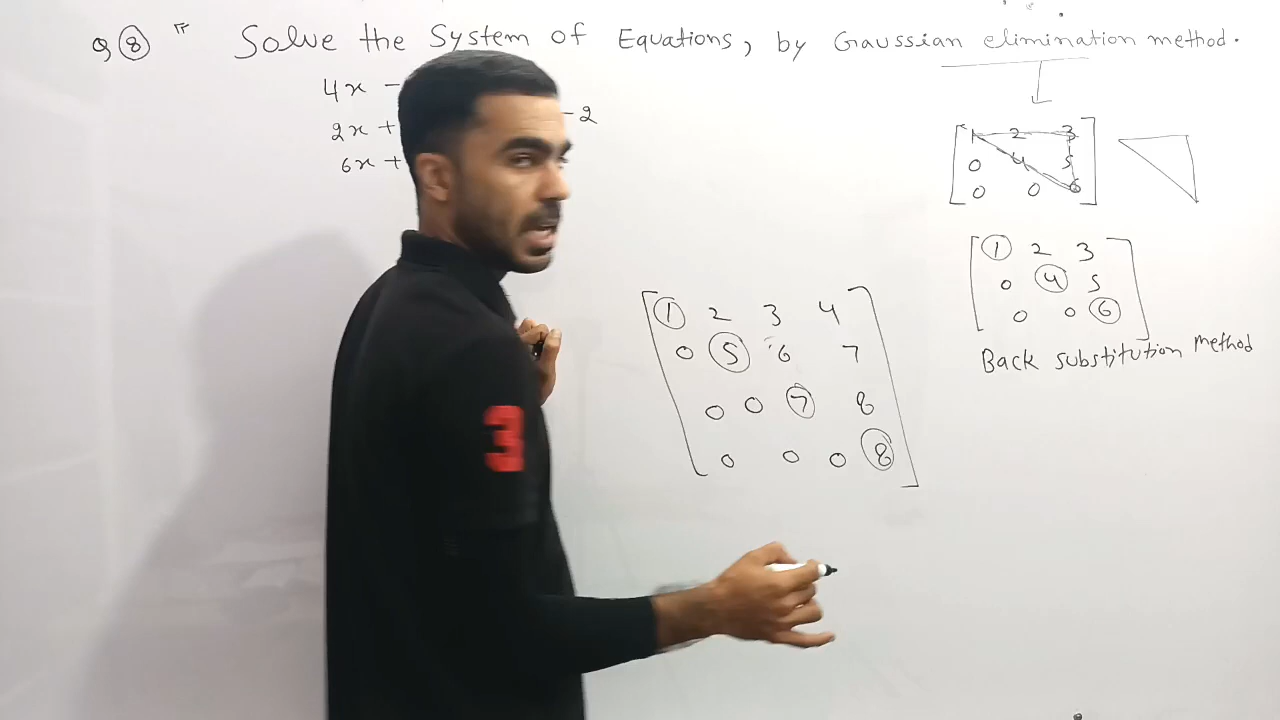 Q 8 Solve the System of Equations, by Gaussian elimination method.
4x -
2x + -2
6x +
1 2 3
0 4 5
0 0 6
1 2 3
0 4 5
0 0 6
Back substitution Method
1 2 3 4
0 5 6 7
0 0 7 8
0 0 0 8
3